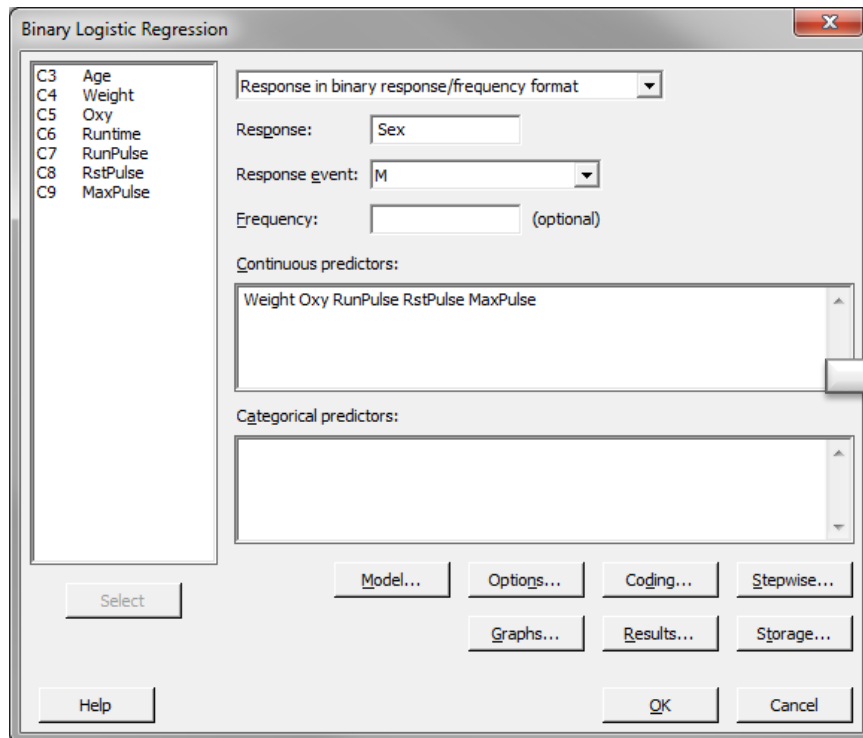 Binary Logistic Regression
C3 Age
C4 Weight
C5 Oxy
C6 Runtime
C7 RunPulse
C8 RstPulse
C9 MaxPulse
Response in binary response/frequency format
Response: Sex
Response event: M
Frequency: (optional)
Continuous predictors:
Weight Oxy RunPulse RstPulse MaxPulse
Categorical predictors:
Model... Options... Coding... Stepwise...
Select
Graphs... Results... Storage...
Help OK Cancel